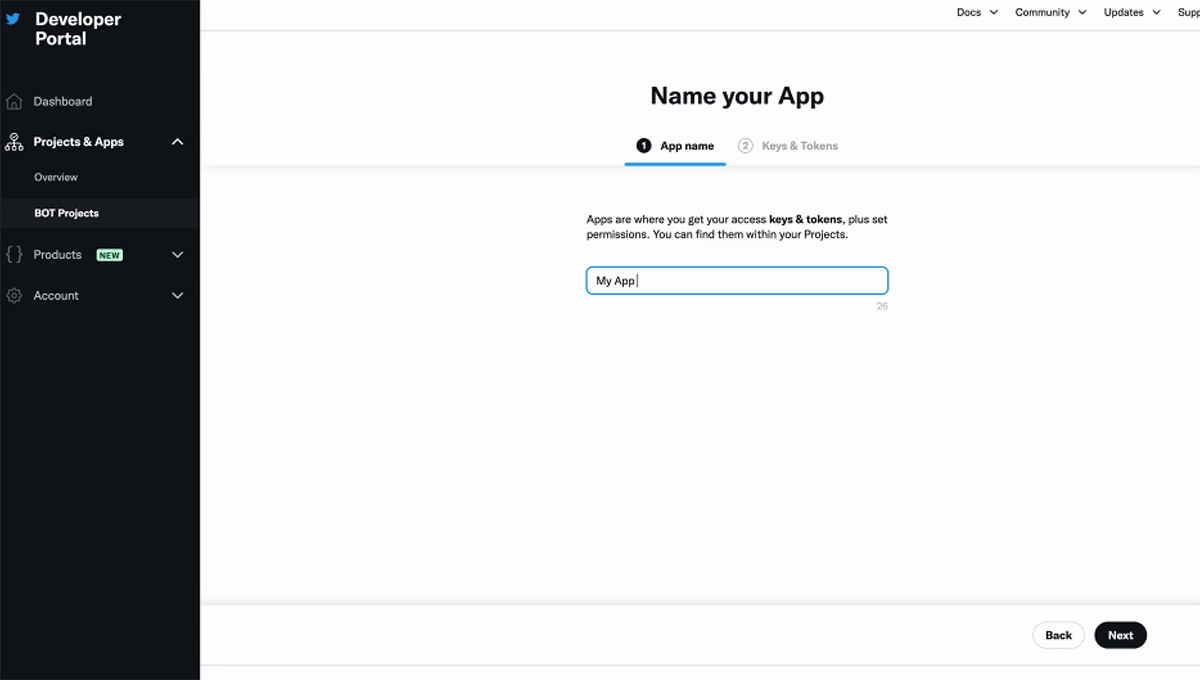 Developer
Portal
Docs
Community
Updates
Dashboard
Projects & Apps
Overview
BOT Projects
Products NEW
Account
Name your App
1 App name
2 Keys & Tokens
Apps are where you get your access keys & tokens, plus set
permissions. You can find them within your Projects.
My App
26
Back
Next